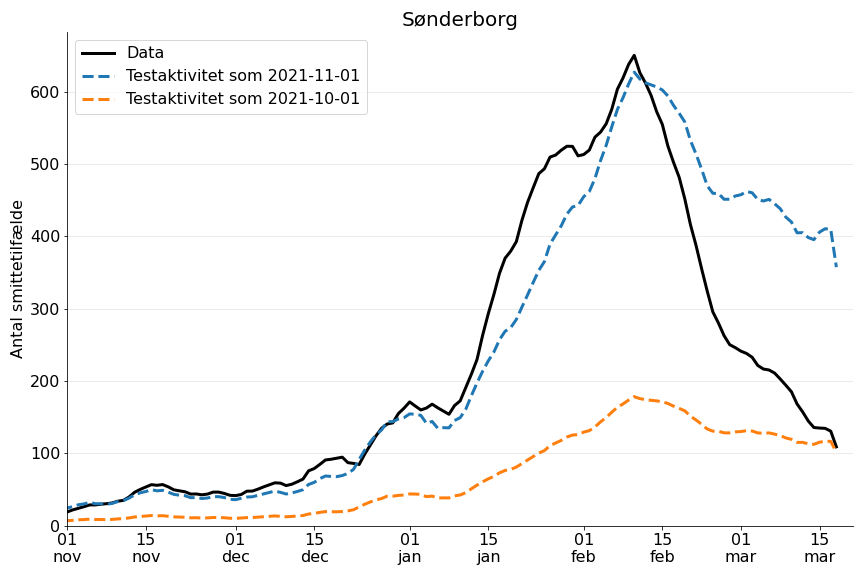 Sønderborg
Data
Testaktivitet som 2021-11-01
Testaktivitet som 2021-10-01
Antal smittetilfælde
600
500
400
300
200
100
0
01 15 01 15 01 15 01 15 01 15
nov nov dec dec jan jan feb feb mar mar